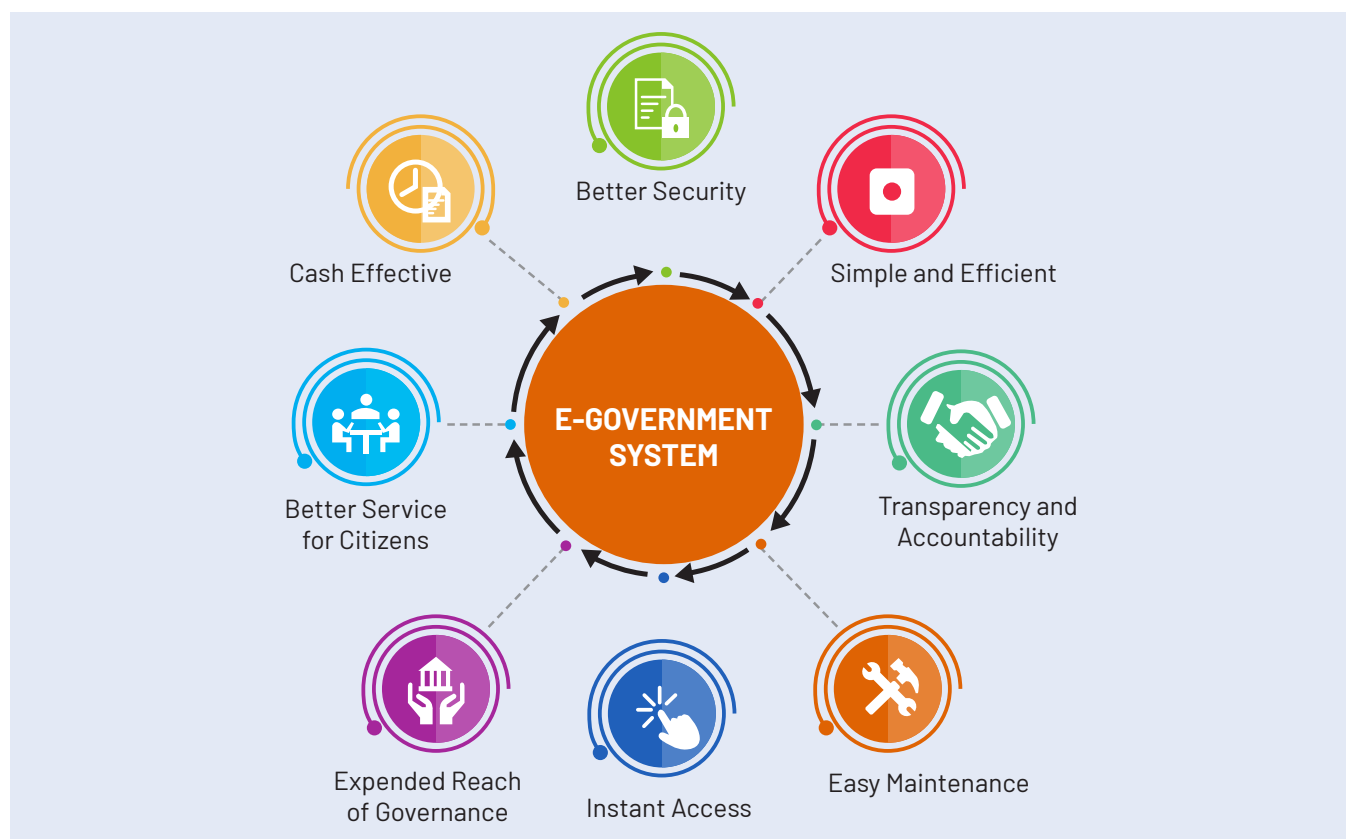 Better Security
Cash Effective
Simple and Efficient
E-GOVERNMENT
SYSTEM
Better Service
for Citizens
Transparency and
Accountability
Expended Reach
of Governance
Instant Access
Easy Maintenance